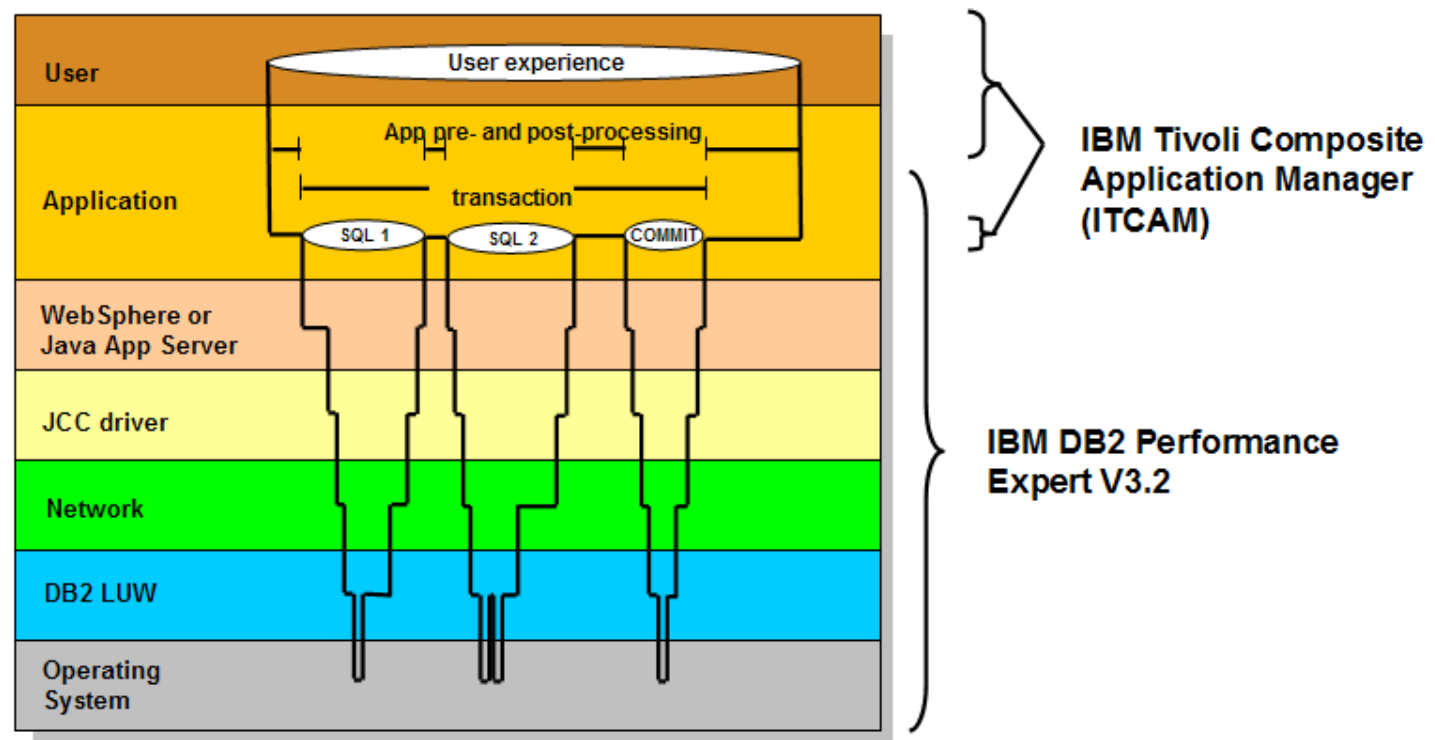 User
User experience
App pre- and post-processing
Application
transaction
SQL 1
SQL 2
COMMIT
WebSphere or
Java App Server
JCC driver
Network
DB2 LUW
Operating
System
IBM Tivoli Composite
Application Manager
(ITCAM)
IBM DB2 Performance
Expert V3.2